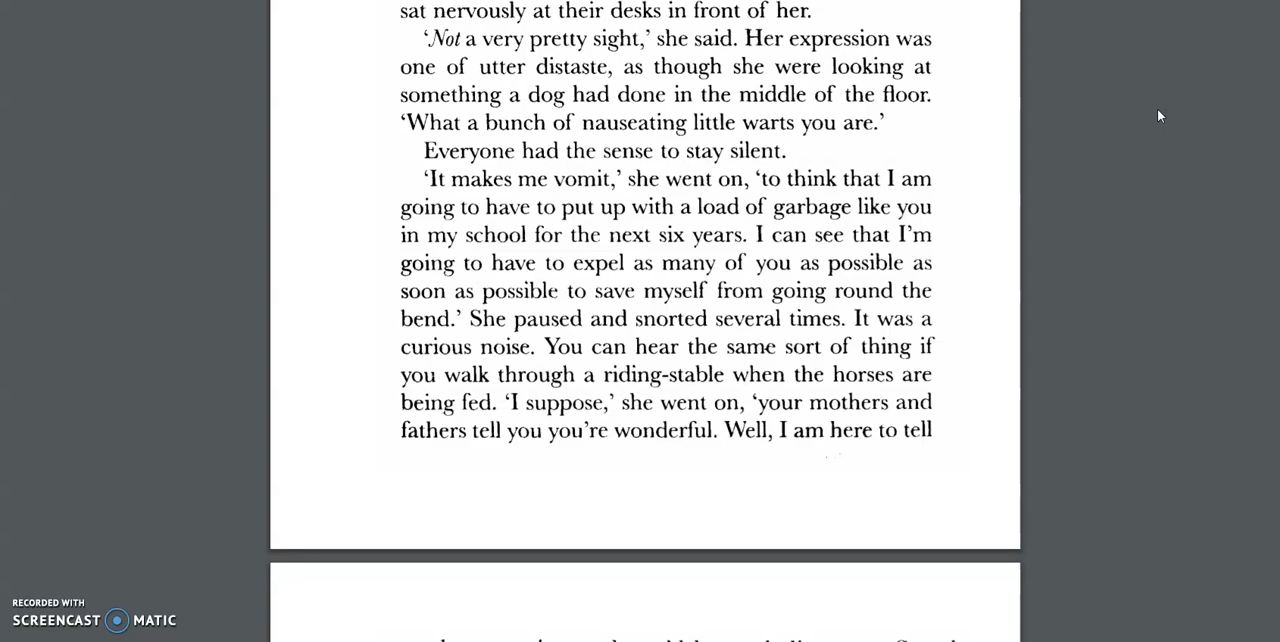 sat nervously at their desks in front of her.
‘Not a very pretty sight,’ she said. Her expression was
one of utter distaste, as though she were looking at
something a dog had done in the middle of the floor.
‘What a bunch of nauseating little warts you are.’
Everyone had the sense to stay silent.
‘It makes me vomit,’ she went on, ‘to think that I am
going to have to put up with a load of garbage like you
in my school for the next six years. I can see that I’m
going to have to expel as many of you as possible as
soon as possible to save myself from going round the
bend.’ She paused and snorted several times. It was a
curious noise. You can hear the same sort of thing if
you walk through a riding-stable when the horses are
being fed. ‘I suppose,’ she went on, ‘your mothers and
fathers tell you you’re wonderful. Well, I am here to tell
RECORDED WITH
SCREENCAST MATIC